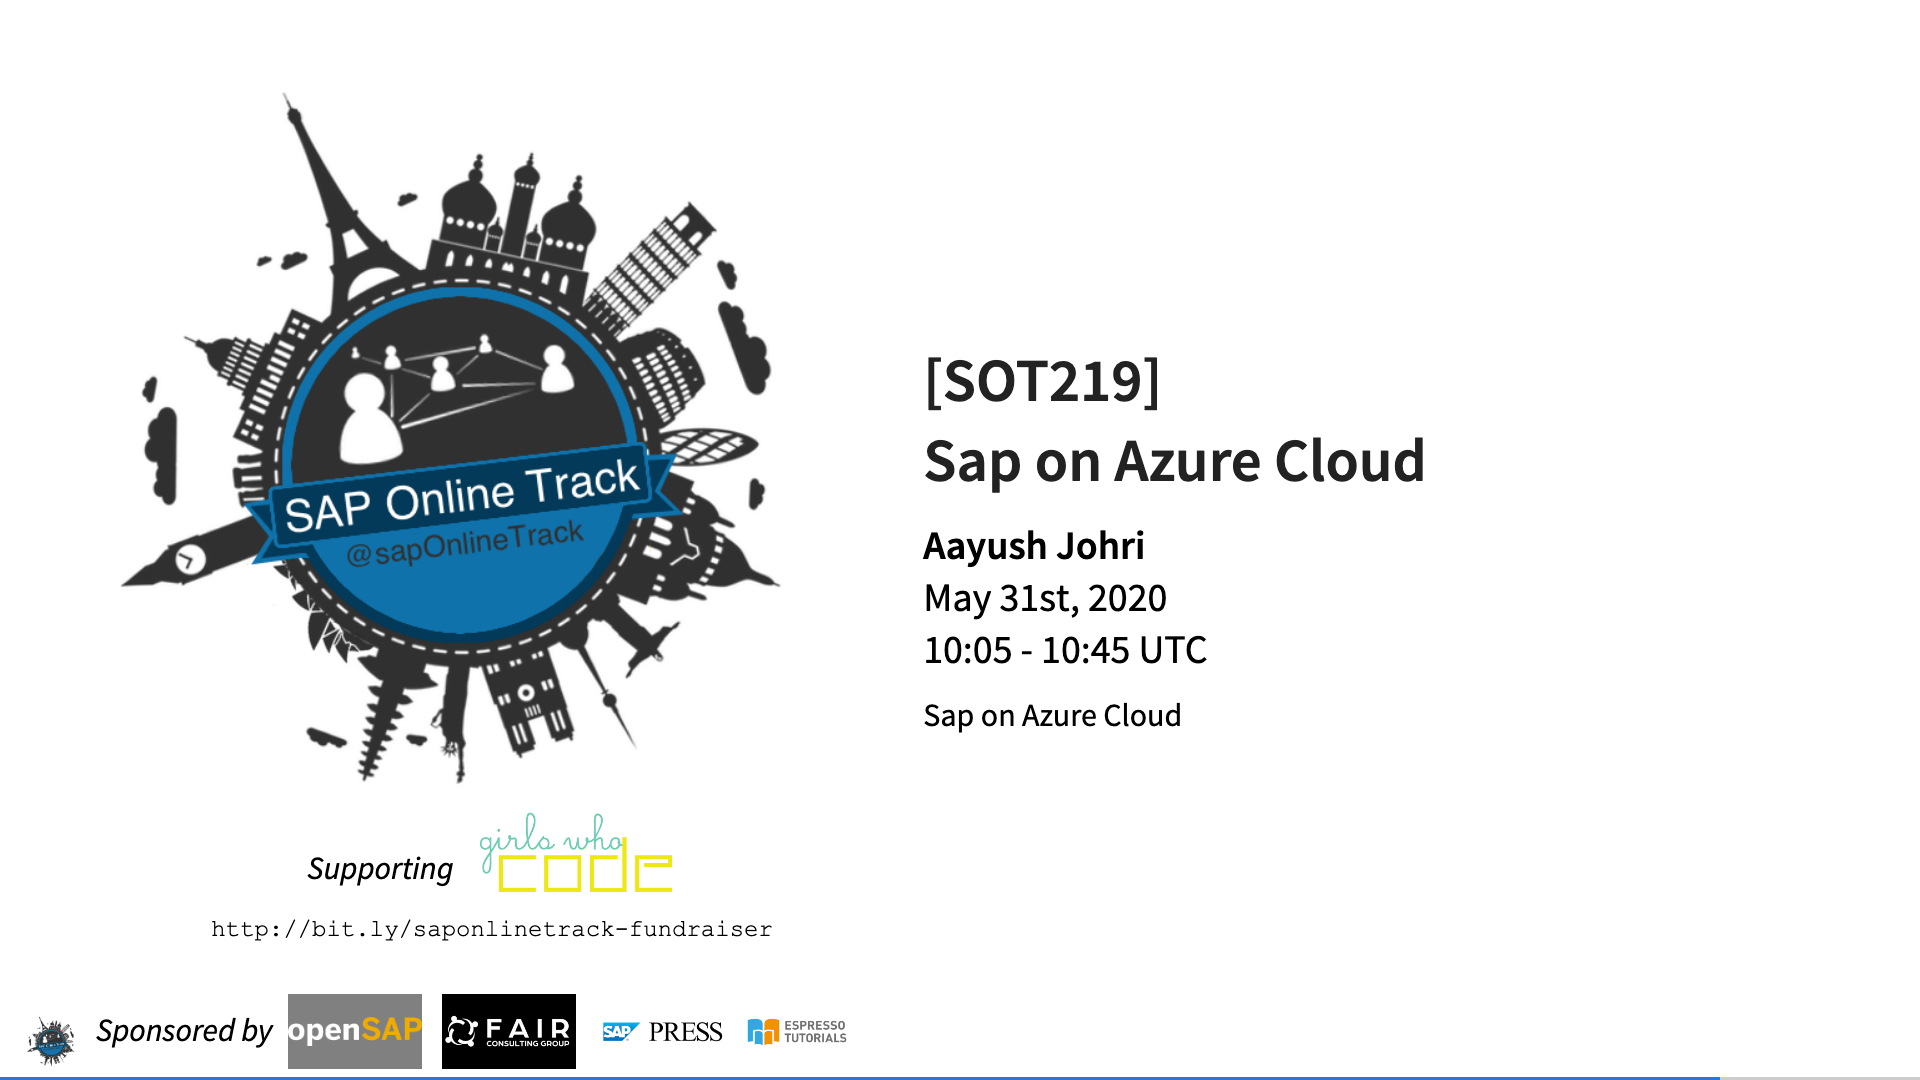 SAP Online Track
@sapOnlineTrack
[SOT219]
Sap on Azure Cloud
Aayush Johri
May 31st, 2020
10:05 - 10:45 UTC
Sap on Azure Cloud
Supporting
girls who
code
http://bit.ly/saponlinetrack-fundraiser
Sponsored by
openSAP
FAIR
CONSULTING GROUP
SAP PRESS
ESPRESSO
TUTORIALS